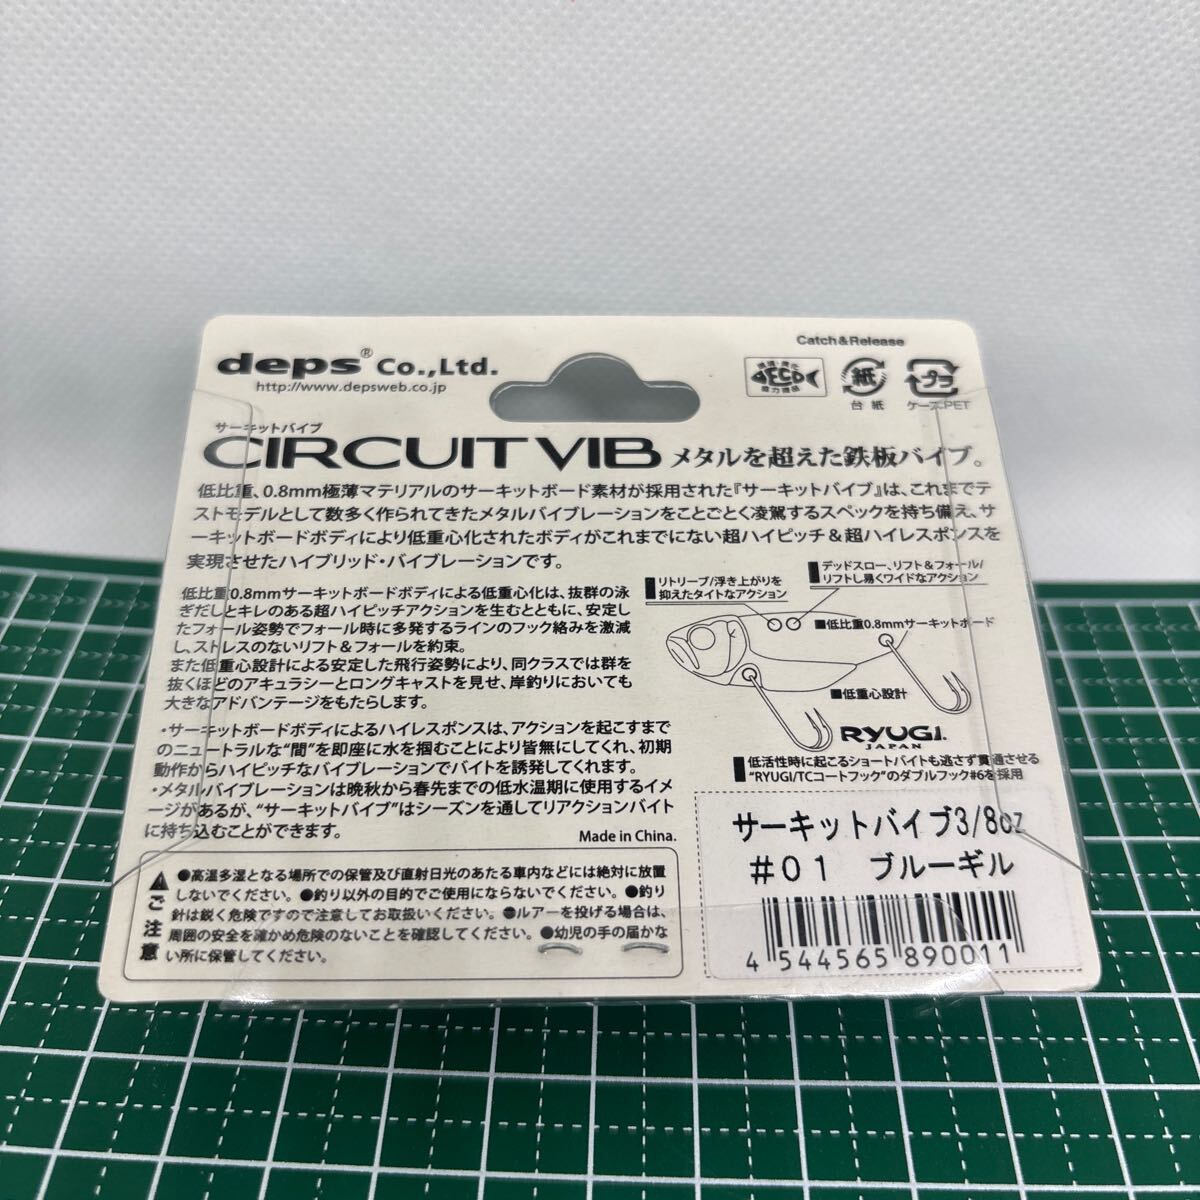 Catch&Release
deps® Co.,Ltd.
http://www.depsweb.co.jp
ECO
紙
台 紙
プラ
ケース:PET
サーキットバイブ
CIRCUIT VIB メタルを超えた鉄板バイブ。
低比重、0.8mm極薄マテリアルのサーキットボード素材が採用された『サーキットバイブ』は、これまでテ
ストモデルとして数多く作られてきたメタルバイブレーションをことごとく凌駕するスペックを持ち備え、サ
ーキットボードボディにより低重心化されたボディがこれまでにない超ハイピッチ＆超ハイレスポンスを
実現させたハイブリッド・バイブレーションです。
低比重0.8mmサーキットボードボディによる低重心化は、抜群の泳
ぎだしとキレのある超ハイピッチアクションを生むとともに、安定し
たフォール姿勢でフォール時に多発するラインのフック絡みを激減
し、ストレスのないリフト＆フォールを約束。
また低重心設計による安定した飛行姿勢により、同クラスでは群を
抜くほどのアキュラシーとロングキャストを見せ、岸釣りにおいても
大きなアドバンテージをもたらします。
・サーキットボードボディによるハイレスポンスは、アクションを起こすまで
のニュートラルな“間”を即座に水を掴むことにより皆無にしてくれ、初期
動作からハイピッチなバイブレーションでバイトを誘発してくれます。
・メタルバイブレーションは晩秋から春先までの低水温期に使用するイメ
ージがあるが、“サーキットバイブ”はシーズンを通してリアクションバイト
に持ち込むことができます。
Made in China.
デッドスロー、リフト＆フォール/
リフトし易くワイドなアクション
リトリーブ/浮き上がりを
抑えたタイトなアクション
■低比重0.8mmサーキットボード
■低重心設計
RYUGI.
JAPAN
低活性時に起こるショートバイトも逃さず貫通させる
“RYUGI/TCコートフック”のダブルフック#6を採用
ご注意
●高温多湿となる場所での保管及び直射日光のあたる車内などには絶対に放置
しないでください。●釣り以外の目的でご使用にならないでください。●釣り
針は鋭く危険ですので注意してお取扱いください。●ルアーを投げる場合は、
周囲の安全を確かめ危険のないことを確認してください。●幼児の手の届かな
い所に保管してください。
サーキットバイブ3/8oz
#01 ブルーギル
4 544565 890011